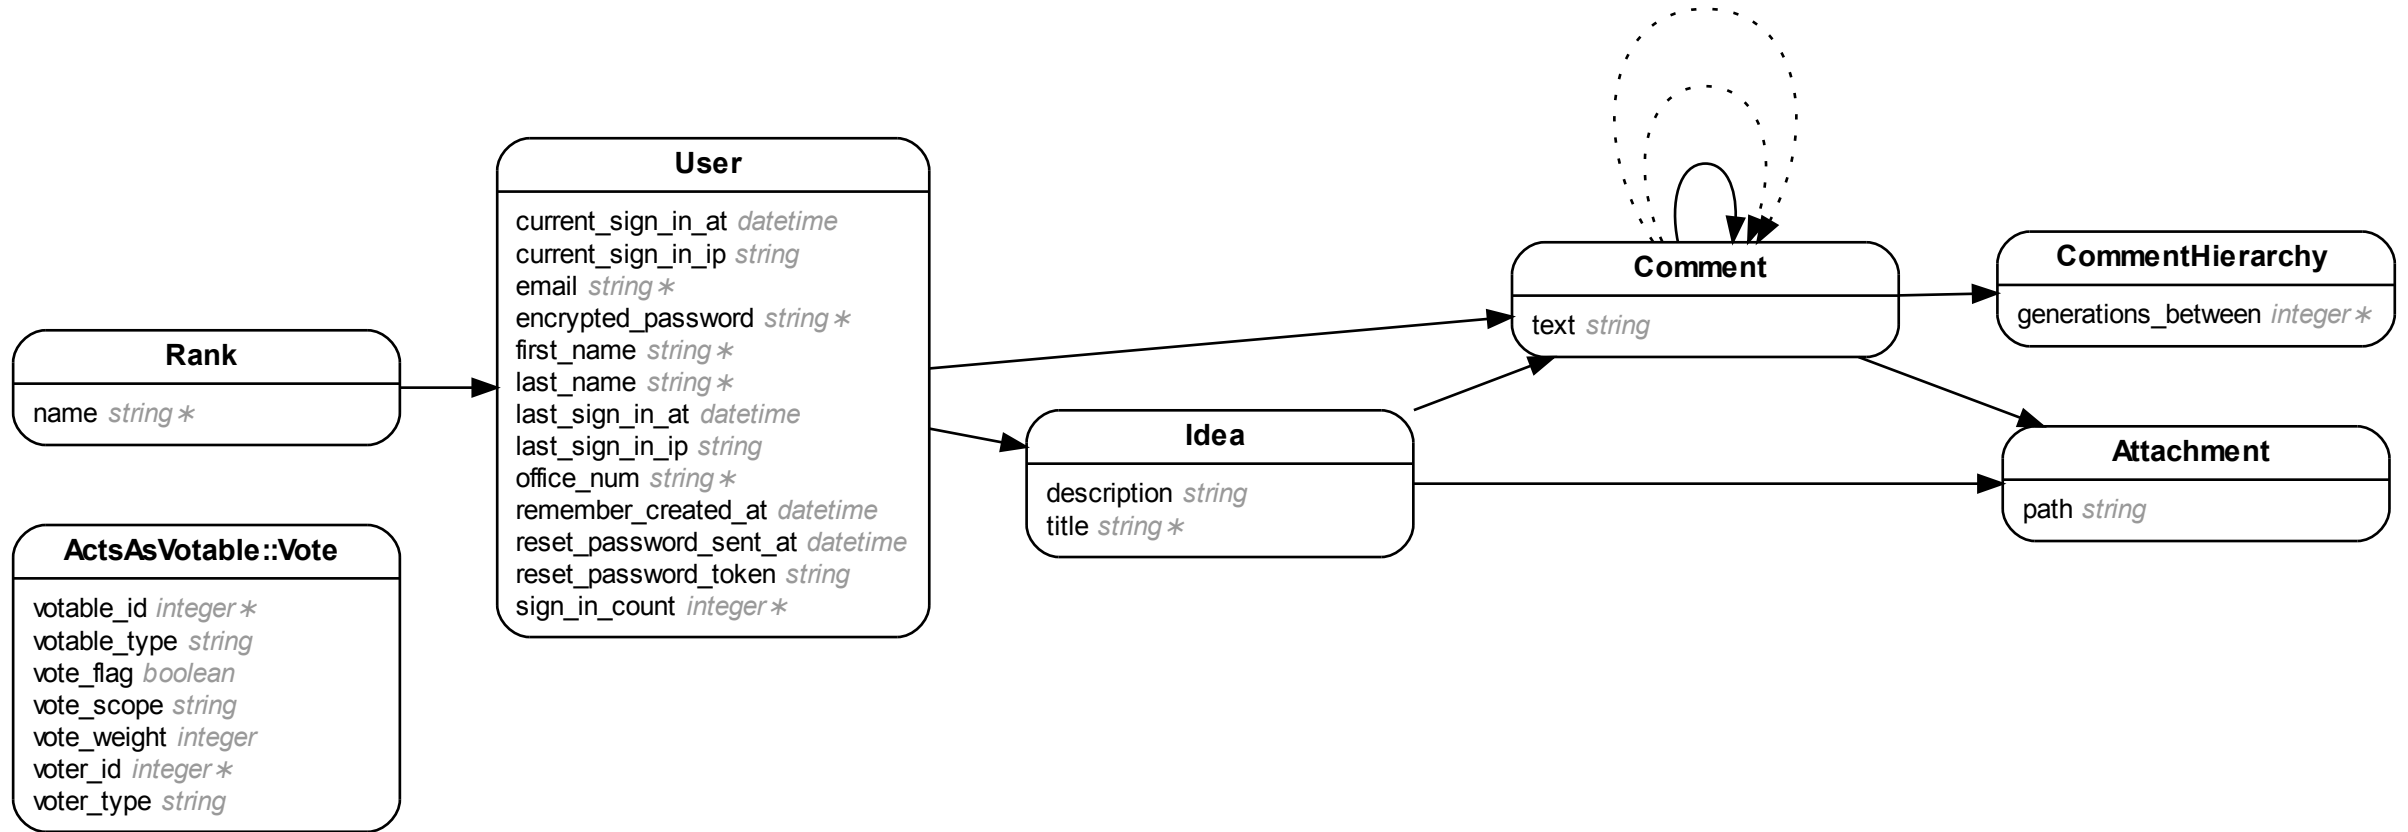 Rank
name string∗
ActsAsVotable::Vote
votable_id integer∗
votable_type string
vote_flag boolean
vote_scope string
vote_weight integer
voter_id integer∗
voter_type string
User
current_sign_in_at datetime
current_sign_in_ip string
email string∗
encrypted_password string∗
first_name string∗
last_name string∗
last_sign_in_at datetime
last_sign_in_ip string
office_num string∗
remember_created_at datetime
reset_password_sent_at datetime
reset_password_token string
sign_in_count integer∗
Idea
description string
title string∗
Comment
text string
CommentHierarchy
generations_between integer∗
Attachment
path string